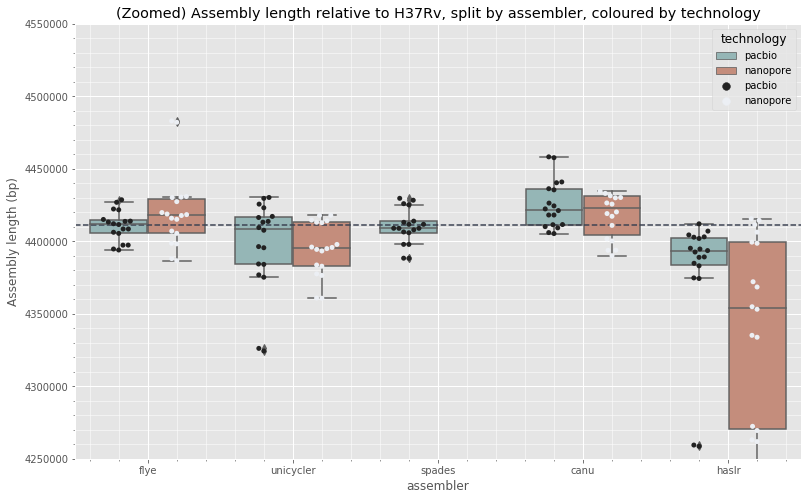 (Zoomed) Assembly length relative to H37Rv, split by assembler, coloured by technology
technology
pacbio
nanopore
pacbio
nanopore
Assembly length (bp)
4550000
4500000
4450000
4400000
4350000
4300000
4250000
flye
unicycler
spades
canu
haslr
assembler